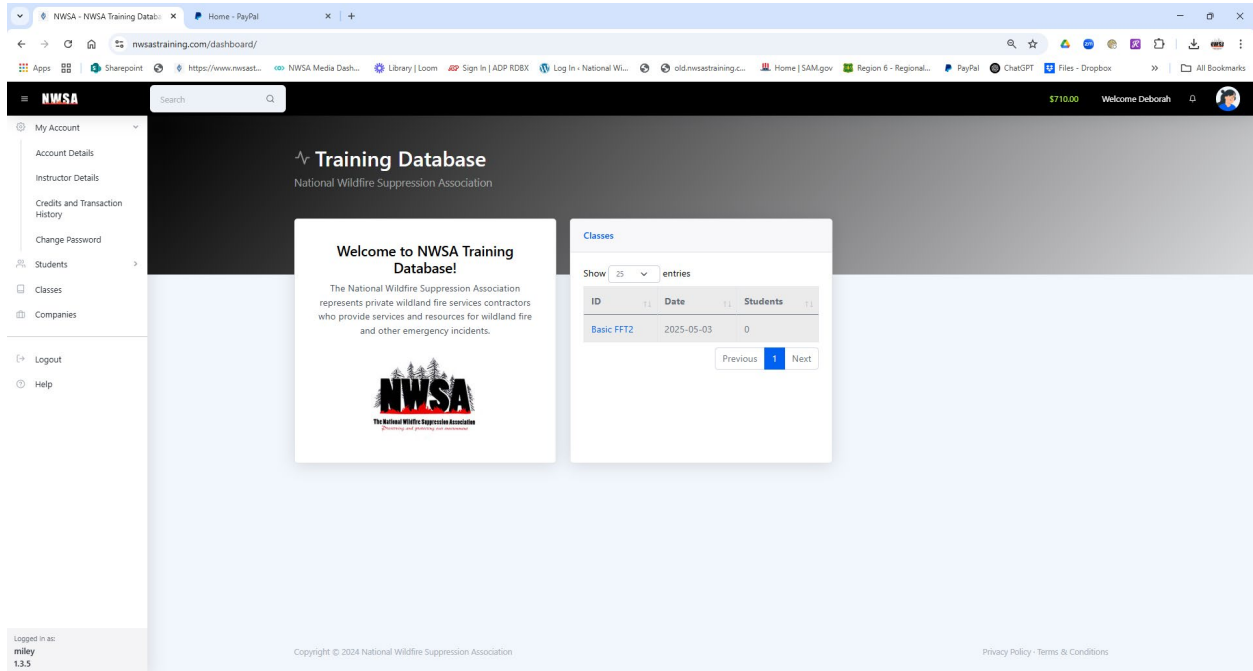 NWSA - NWSA Training Databa
Home - PayPal
nwsastraining.com/dashboard/
Apps
Sharepoint
https://www.nwsast...
NWSA Media Dash...
Library | Loom
Sign In | ADP RDBX
Log In ‹ National Wi...
old.nwsastraining.c...
Home | SAM.gov
Region 6 - Regional...
PayPal
ChatGPT
Files - Dropbox
»
All Bookmarks
NWSA
Search
$710.00
Welcome Deborah
My Account
Account Details
Instructor Details
Credits and Transaction
History
Change Password
Students
Classes
Companies
Logout
Help
Training Database
National Wildfire Suppression Association
Welcome to NWSA Training
Database!
The National Wildfire Suppression Association
represents private wildland fire services contractors
who provide services and resources for wildland fire
and other emergency incidents.
NWSA
The National Wildfire Suppression Association
Classes
Show 25 entries
ID Date Students
Basic FFT2 2025-05-03 0
Previous 1 Next
Logged in as:
miley
1.3.5
Copyright © 2024 National Wildfire Suppression Association
Privacy Policy · Terms & Conditions